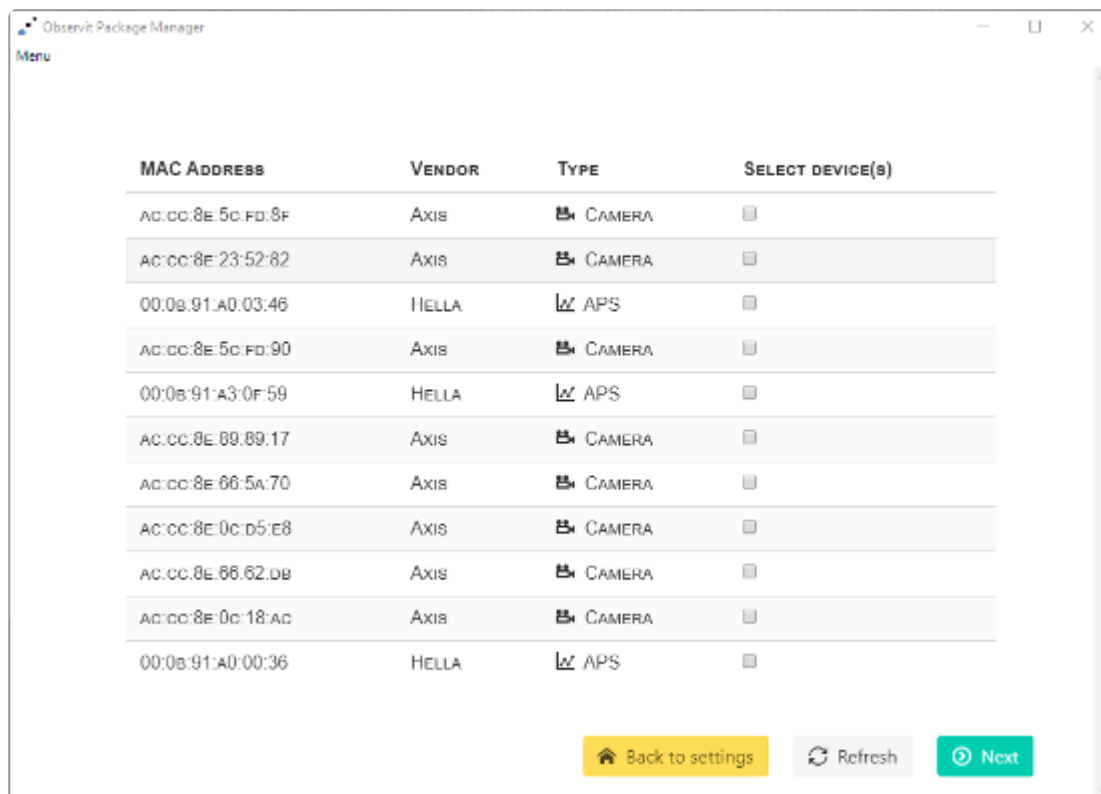 Observit Package Manager
Menu
MAC Address Vendor Type Select device(s)
ac:cc:8e:5c:fd:8f Axis Camera
ac:cc:8e:23:52:82 Axis Camera
00:0b:91:a0:03:46 Hella APS
ac:cc:8e:5c:fd:90 Axis Camera
00:0b:91:a3:0f:59 Hella APS
ac:cc:8e:89:89:17 Axis Camera
ac:cc:8e:66:5a:70 Axis Camera
ac:cc:8e:0c:d5:e8 Axis Camera
ac:cc:8e:66:62:db Axis Camera
ac:cc:8e:0c:18:ac Axis Camera
00:0b:91:a0:00:36 Hella APS
Back to settings Refresh Next